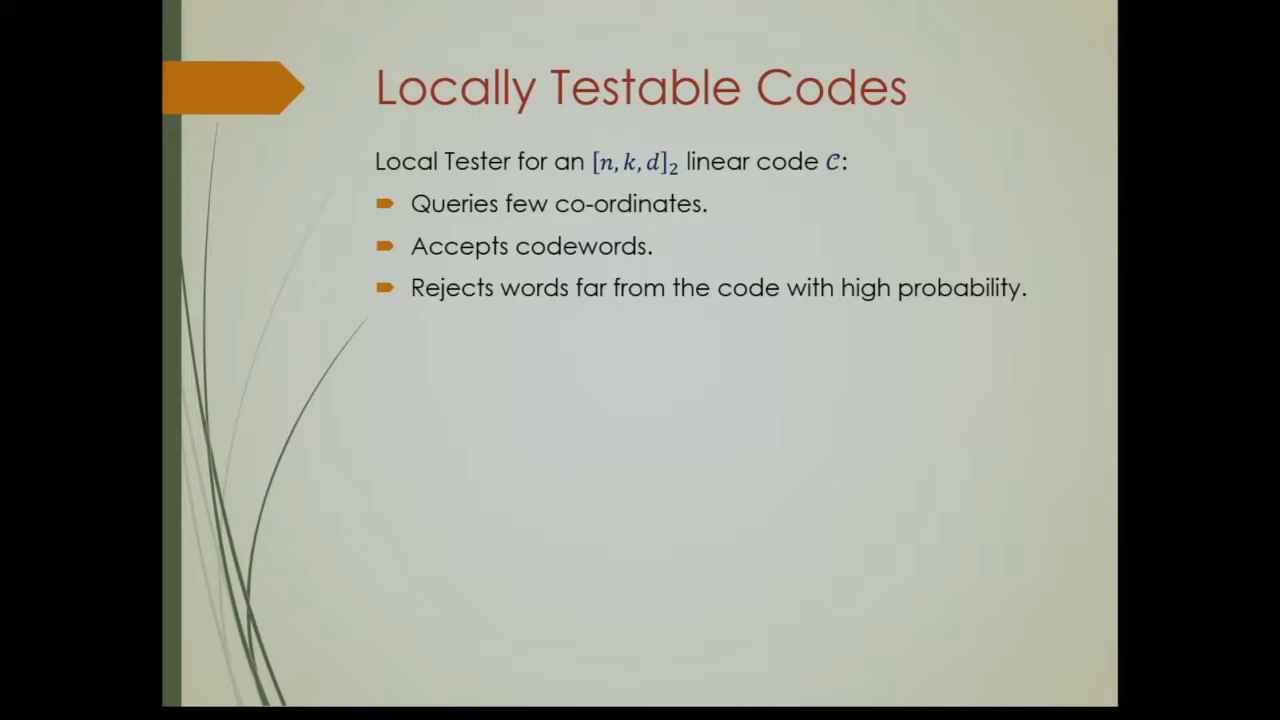 Locally Testable Codes
Local Tester for an [n, k, d]₂ linear code 𝒞:
Queries few co-ordinates.
Accepts codewords.
Rejects words far from the code with high probability.